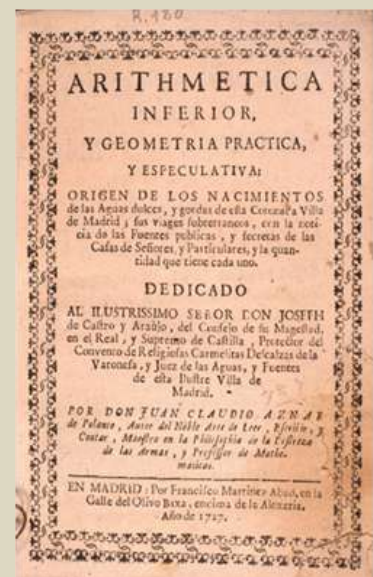 R. 180
ARITHMETICA
INFERIOR,
Y GEOMETRIA PRACTICA,
Y ESPECULATIVA:
ORIGEN DE LOS NACIMIENTOS
de las Aguas dulces, y gordas de esta Coronada Villa
de Madrid; sus viages subterraneos, con la noti-
cia de las Fuentes publicas, y secretas de las
Casas de Señores, y Particulares, y la quan-
tidad que tiene cada uno.
DEDICADO
AL ILUSTRISSIMO SEÑOR DON JOSEPH
de Castro y Araujo, del Consejo de su Magestad,
en el Real, y Supremo de Castilla, Protector del
Convento de Religiosas Carmelitas Descalzas de la
Varonesa, y Juez de las Aguas, y Fuentes
de esta Ilustre Villa de
Madrid.
POR DON JUAN CLAUDIO AZNAR
de Polanco, Autor del Noble Arte de Leer, Escrivir, y
Contar, Maestro en la Philosophia de la Destreza
de las Armas, y Professor de Mathe-
maticas.
EN MADRID: Por Francisco Martinez Abad, en la
Calle del Olivo Baxa, encima de la
Año de 1727.